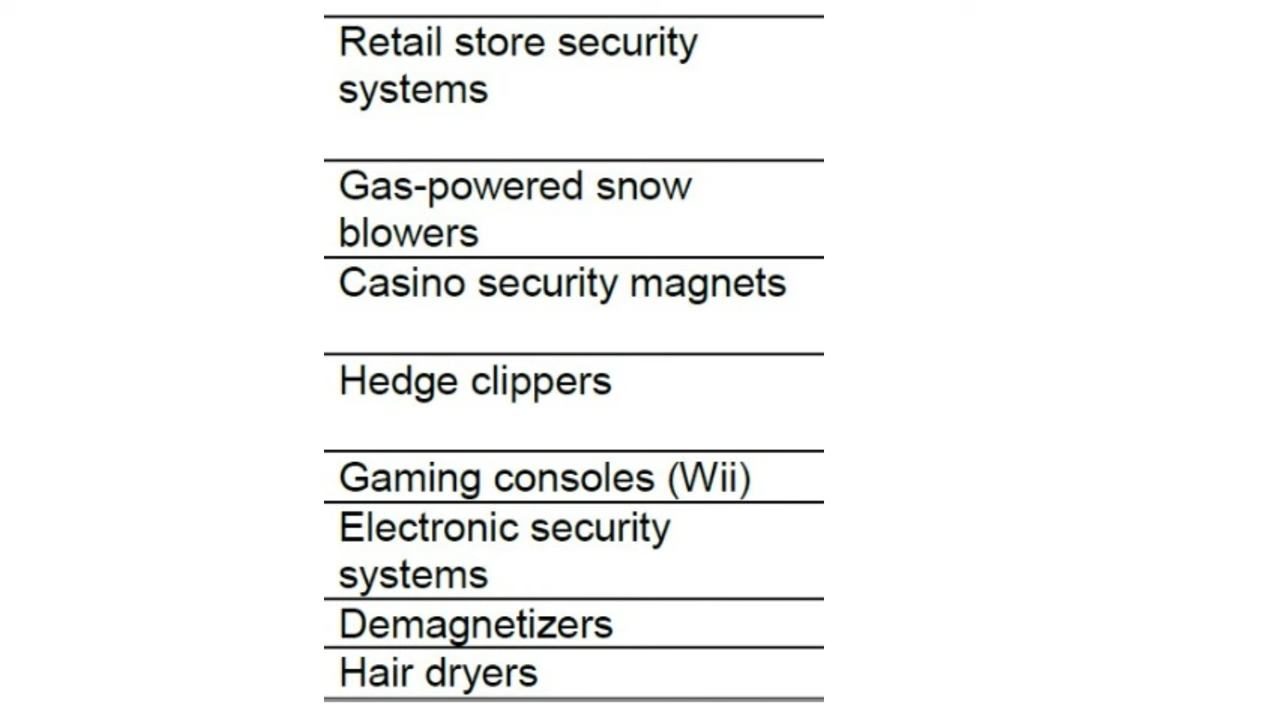 Retail store security
systems
Gas-powered snow
blowers
Casino security magnets
Hedge clippers
Gaming consoles (Wii)
Electronic security
systems
Demagnetizers
Hair dryers